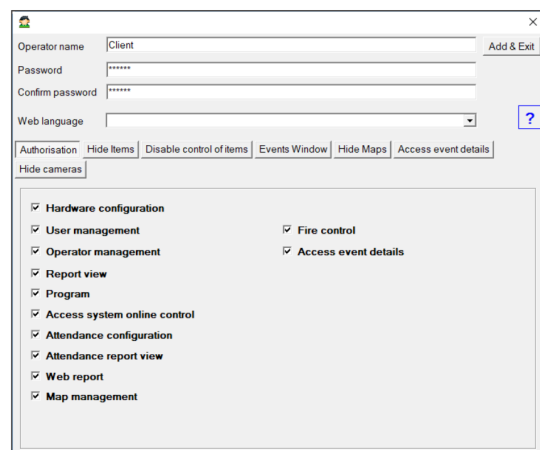 Operator name Client Add & Exit
Password ******
Confirm password ******
Web language ?
Authorisation Hide Items Disable control of items Events Window Hide Maps Access event details
Hide cameras
Hardware configuration
User management Fire control
Operator management Access event details
Report view
Program
Access system online control
Attendance configuration
Attendance report view
Web report
Map management